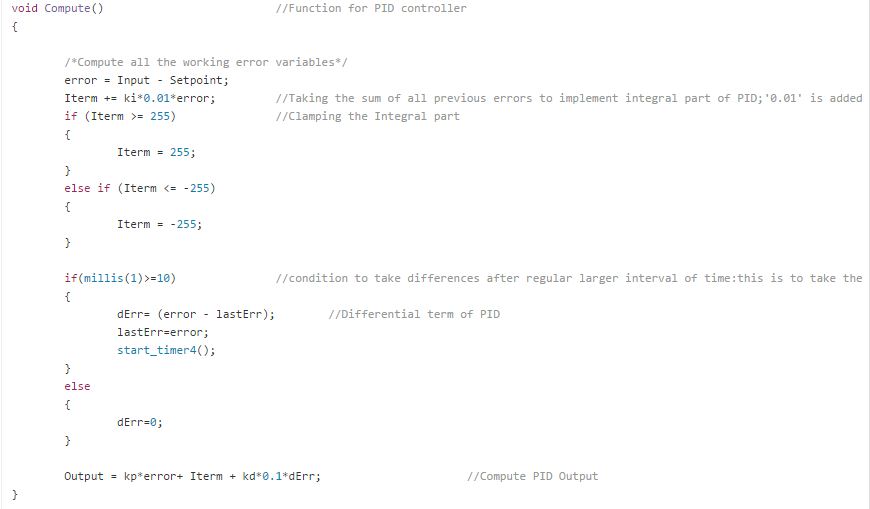 void Compute()                          //Function for PID controller
{
        /*Compute all the working error variables*/
        error = Input - Setpoint;
        Iterm += ki*0.01*error;         //Taking the sum of all previous errors to implement integral part of PID;'0.01' is added
        if (Iterm >= 255)               //Clamping the Integral part
        {
                Iterm = 255;
        }
        else if (Iterm <= -255)
        {
                Iterm = -255;
        }
        if(millis(1)>=10)               //condition to take differences after regular larger interval of time:this is to take the
        {
                dErr= (error - lastErr);        //Differential term of PID
                lastErr=error;
                start_timer4();
        }
        else
        {
                dErr=0;
        }
        Output = kp*error+ Iterm + kd*0.1*dErr;                      //Compute PID Output
}